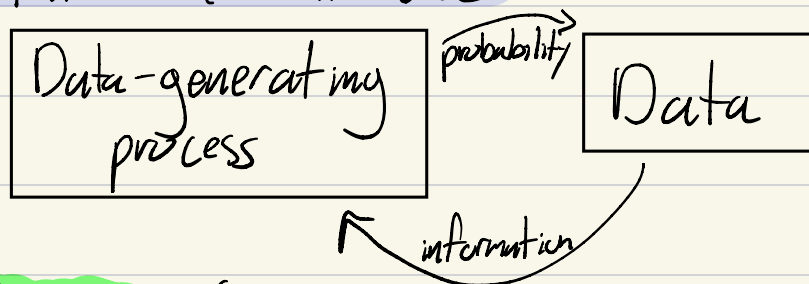 Data-generating
process
probability
Data
information